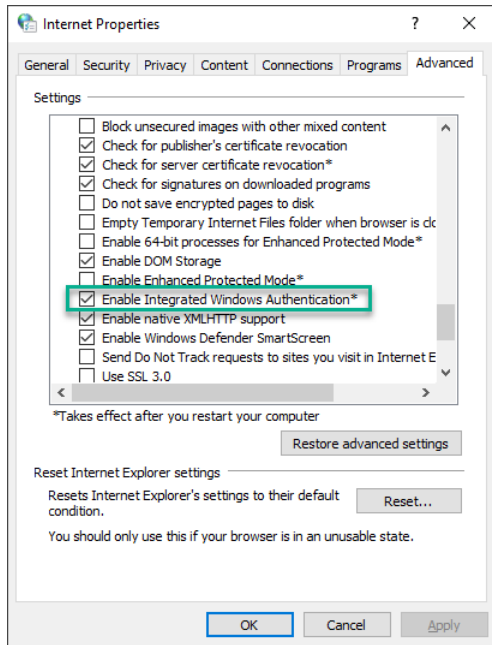 Internet Properties
? ×
General Security Privacy Content Connections Programs Advanced
Settings
Block unsecured images with other mixed content
Check for publisher's certificate revocation
Check for server certificate revocation*
Check for signatures on downloaded programs
Do not save encrypted pages to disk
Empty Temporary Internet Files folder when browser is clo
Enable 64-bit processes for Enhanced Protected Mode*
Enable DOM Storage
Enable Enhanced Protected Mode*
Enable Integrated Windows Authentication*
Enable native XMLHTTP support
Enable Windows Defender SmartScreen
Send Do Not Track requests to sites you visit in Internet E
Use SSL 3.0
*Takes effect after you restart your computer
Restore advanced settings
Reset Internet Explorer settings
Resets Internet Explorer's settings to their default
condition.
Reset...
You should only use this if your browser is in an unusable state.
OK Cancel Apply